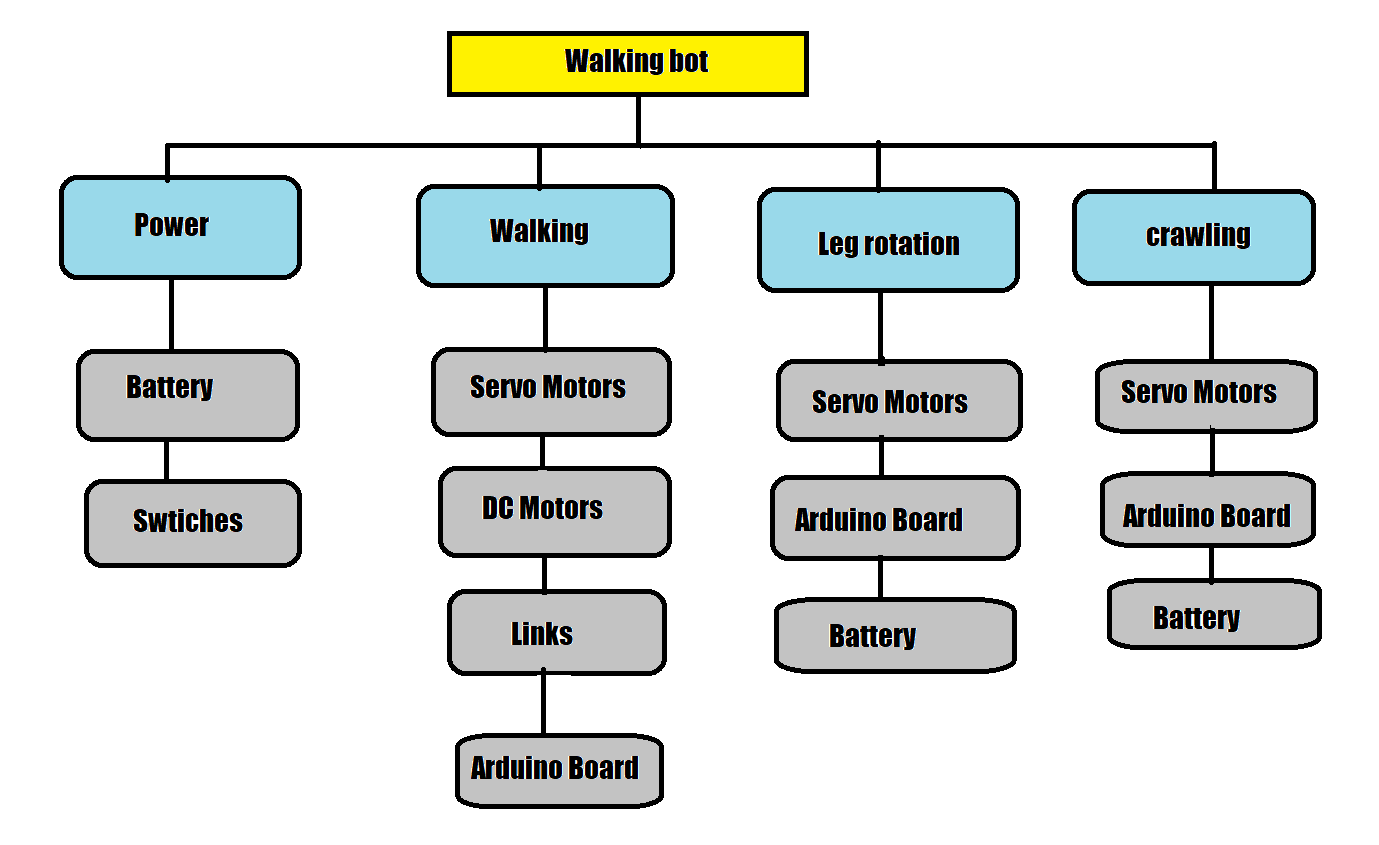 Walking bot
Power
Walking
Leg rotation
crawling
Battery
Servo Motors
Servo Motors
Servo Motors
Swtiches
DC Motors
Arduino Board
Arduino Board
Links
Battery
Battery
Arduino Board